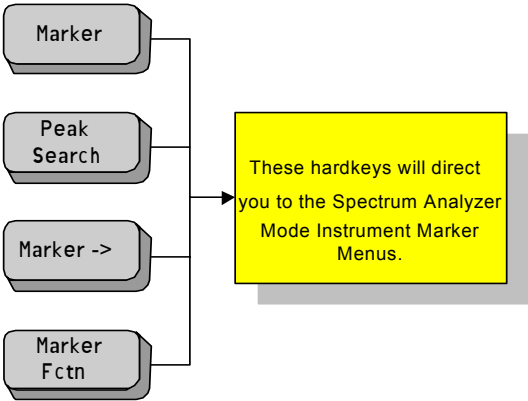 Marker
Peak
Search
Marker ->
Marker
Fctn
These hardkeys will direct
you to the Spectrum Analyzer
Mode Instrument Marker
Menus.